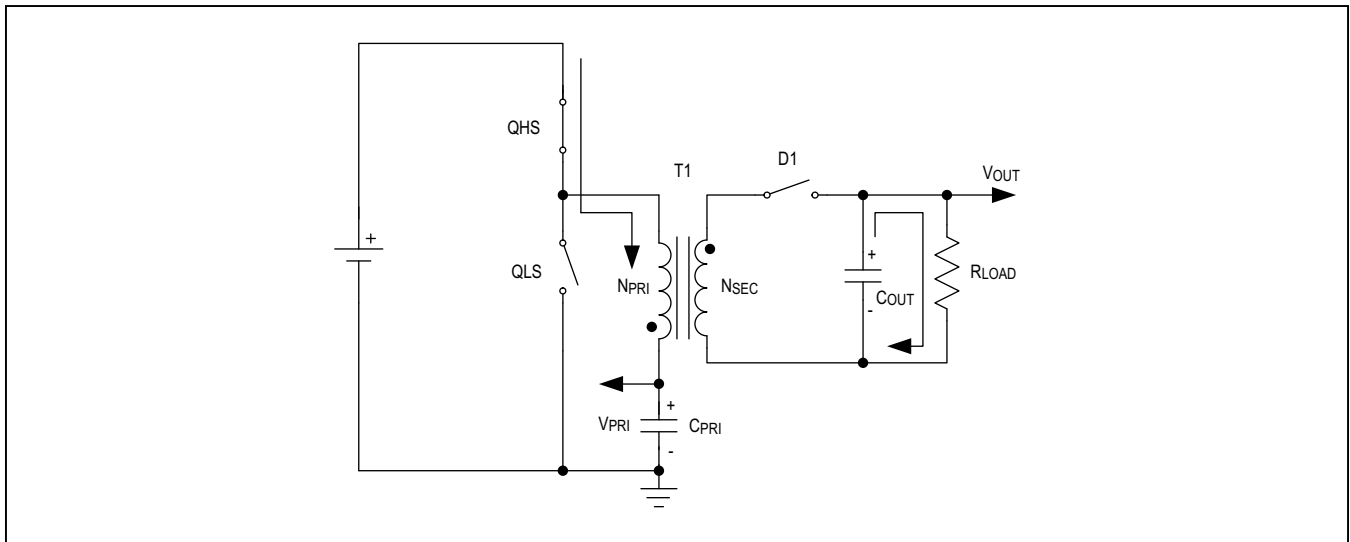 QHS
T1
D1
VOUT
+
QLS
NPRI
NSEC
+
COUT
-
RLOAD
+
VPRI
CPRI
-